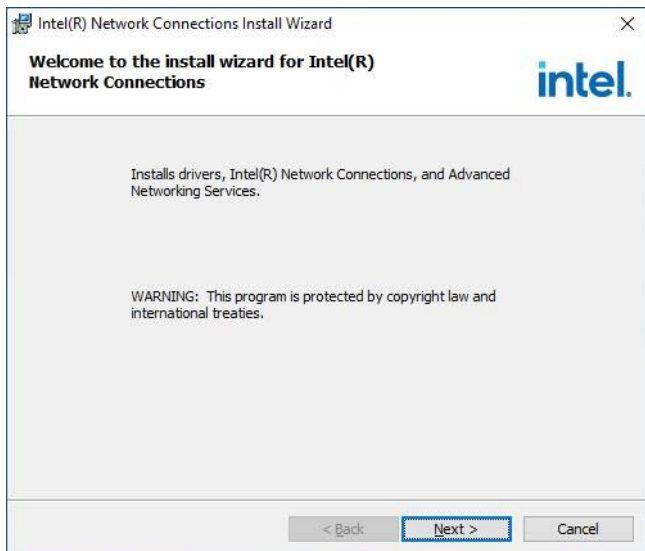 Intel(R) Network Connections Install Wizard
Welcome to the install wizard for Intel(R)
Network Connections
intel.
Installs drivers, Intel(R) Network Connections, and Advanced
Networking Services.
WARNING:  This program is protected by copyright law and
international treaties.
< Back
Next >
Cancel